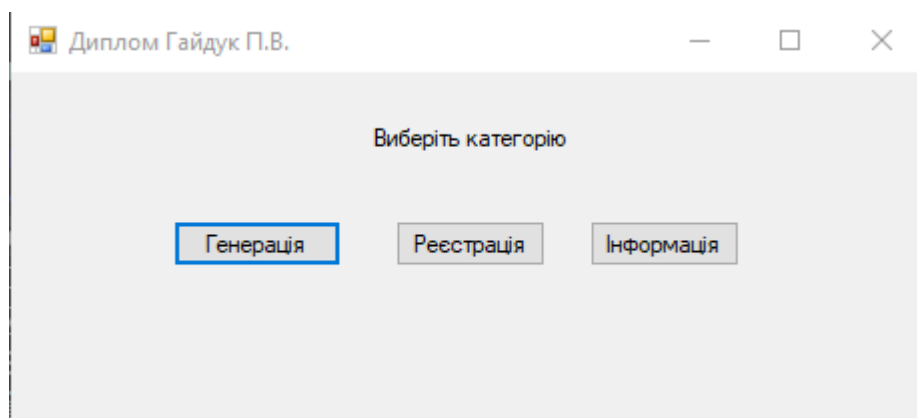 Диплом Гайдук П.В.
Виберіть категорію
Генерація Реєстрація Інформація